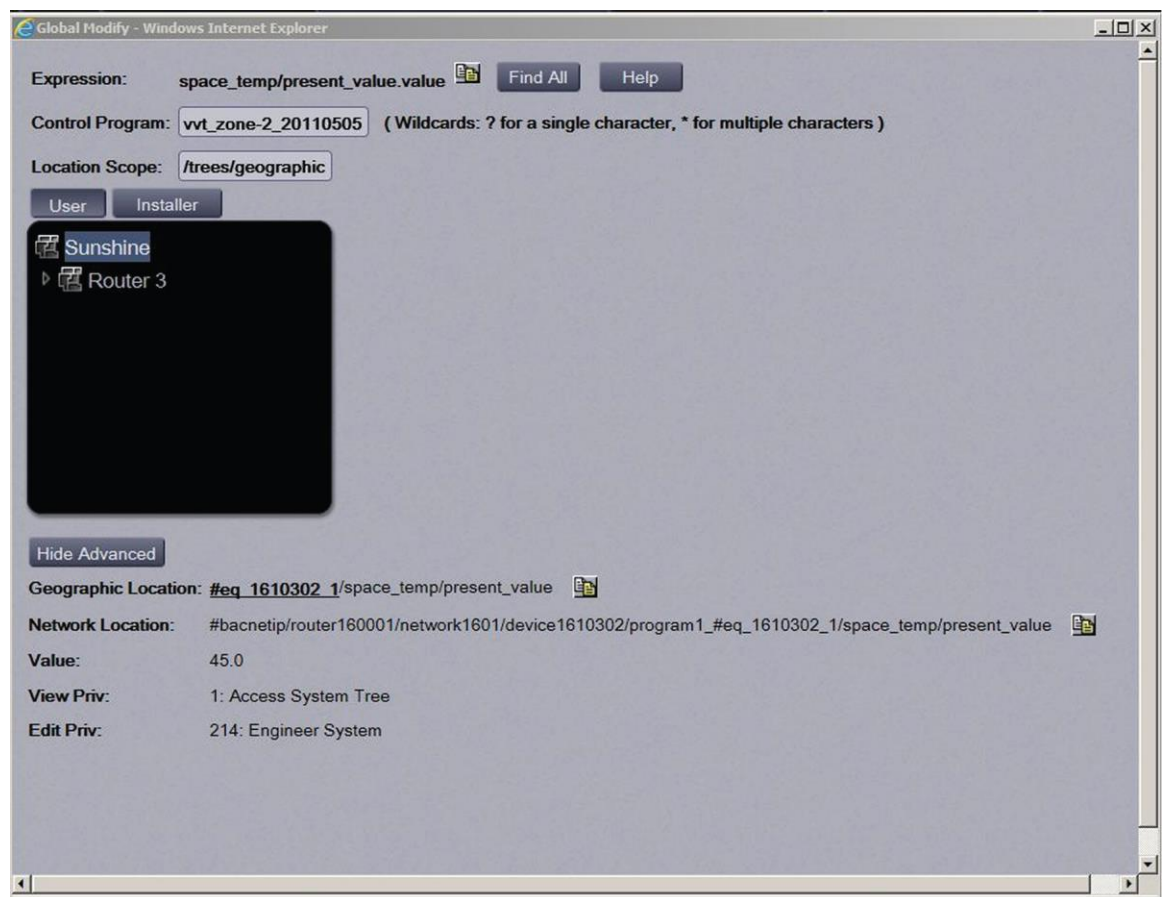 Global Modify - Windows Internet Explorer
Expression: space_temp/present_value.value Find All Help
Control Program: vvt_zone-2_20110505 ( Wildcards: ? for a single character, * for multiple characters )
Location Scope: /trees/geographic
User Installer
Sunshine
Router 3
Hide Advanced
Geographic Location: #eq_1610302_1/space_temp/present_value
Network Location: #bacnetip/router160001/network1601/device1610302/program1_#eq_1610302_1/space_temp/present_value
Value: 45.0
View Priv: 1: Access System Tree
Edit Priv: 214: Engineer System